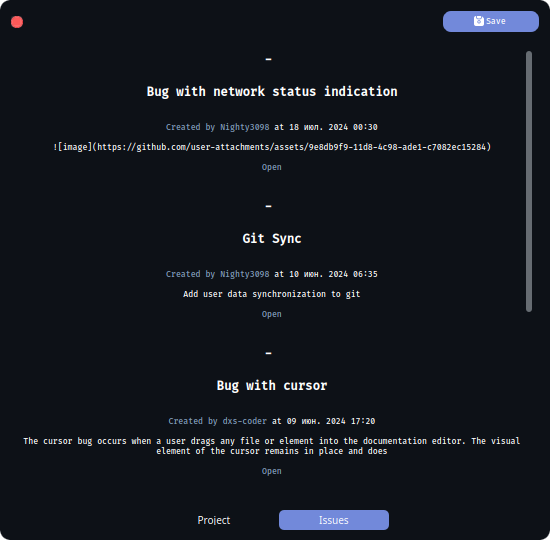 Save
–
Bug with network status indication
Created by Nighty3098 at 18 июл. 2024 00:30
![image](https://github.com/user-attachments/assets/9e8db9f9-11d8-4c98-ade1-c7082ec15284)
Open
–
Git Sync
Created by Nighty3098 at 10 июн. 2024 06:35
Add user data synchronization to git
Open
–
Bug with cursor
Created by dxs-coder at 09 июн. 2024 17:20
The cursor bug occurs when a user drags any file or element into the documentation editor. The visual
element of the cursor remains in place and does
Open
Project
Issues